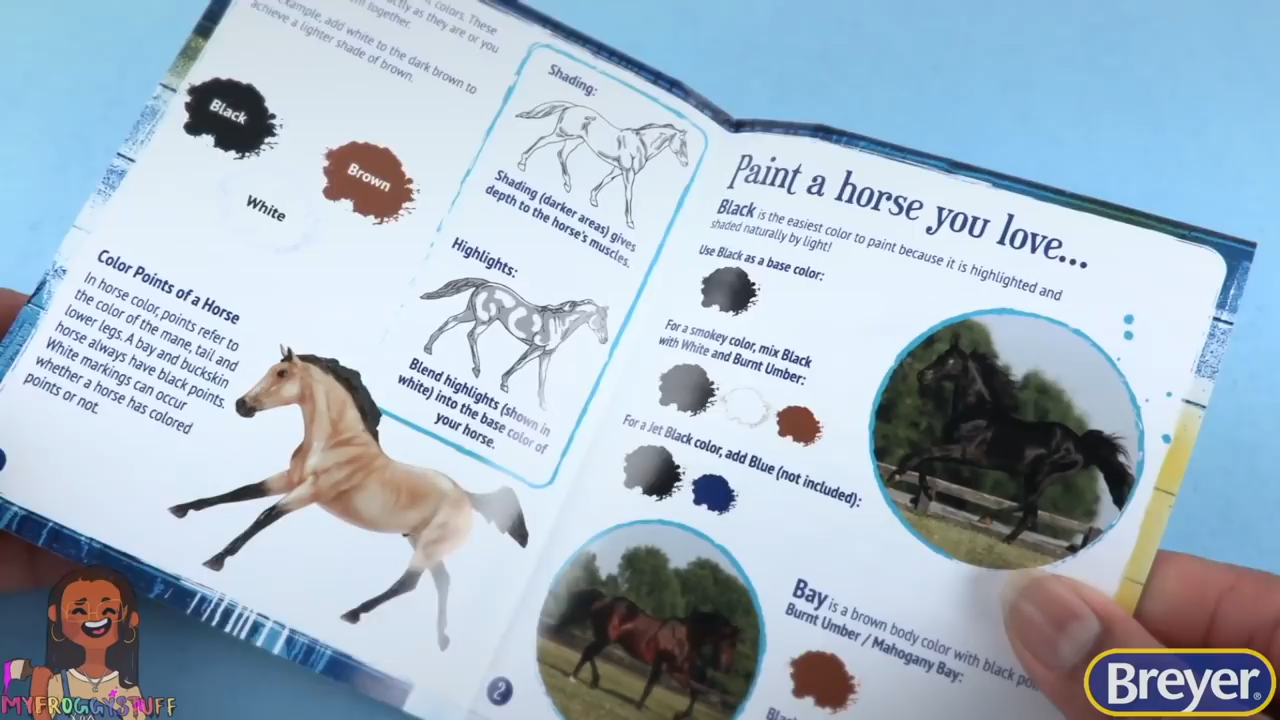 colors. These
exactly as they are or you
them together.
example, add white to the dark brown to
achieve a lighter shade of brown.
Black
Brown
White
Color Points of a Horse
In horse color, points refer to
the color of the mane, tail and
lower legs. A bay and buckskin
horse always have black points.
White markings can occur
whether a horse has colored
points or not.
Shading:
Shading (darker areas) gives
depth to the horse's muscles.
Highlights:
Blend highlights (shown in
white) into the base color of
your horse.
Paint a horse you love...
Black is the easiest color to paint because it is highlighted and
shaded naturally by light!
Use Black as a base color:
For a smokey color, mix Black
with White and Burnt Umber:
For a Jet Black color, add Blue (not included):
Bay is a brown body color with black
Burnt Umber / Mahogany Bay:
2
MYFROGGYSTUFF
Breyer®